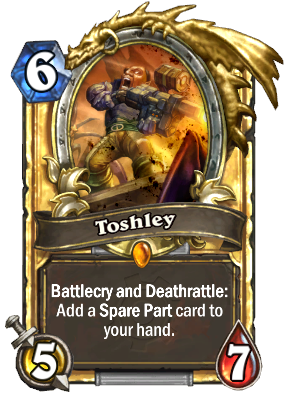 6
Toshley
Battlecry and Deathrattle:
Add a Spare Part card to
your hand.
5
7